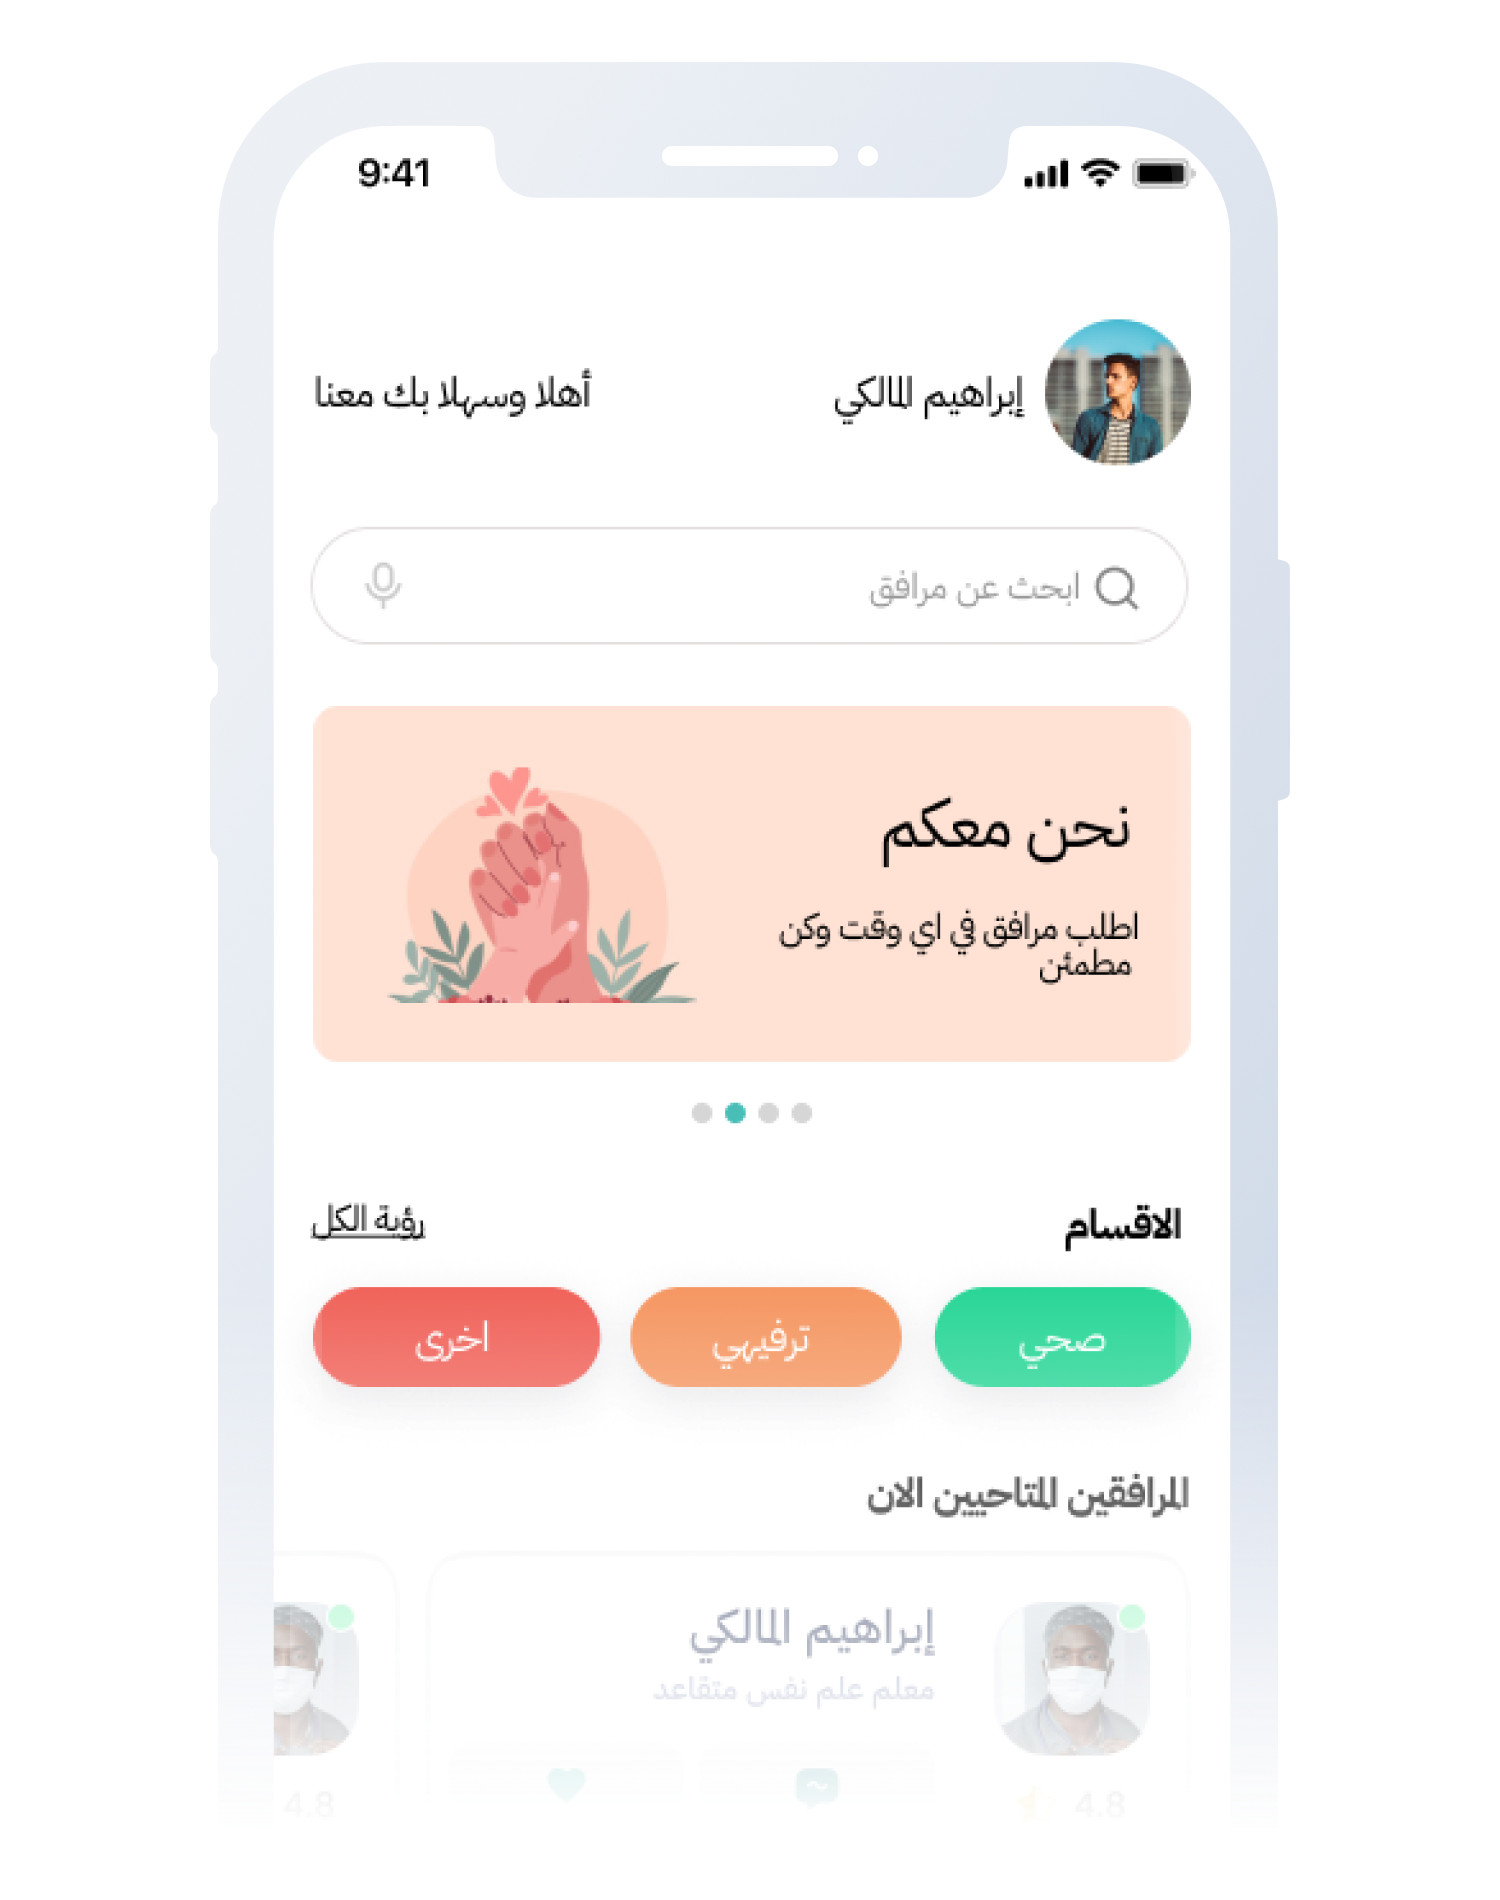 9:41
إبراهيم المالكي
أهلا وسهلا بك معنا
ابحث عن مرافق
نحن معكم
اطلب مرافق في اي وقت وكن
مطمئن
الاقسام
رؤية الكل
صحي
ترفيهي
اخرى
المرافقين المتاحيين الان
إبراهيم المالكي
معلم علم نفس متقاعد
4.8
4.8